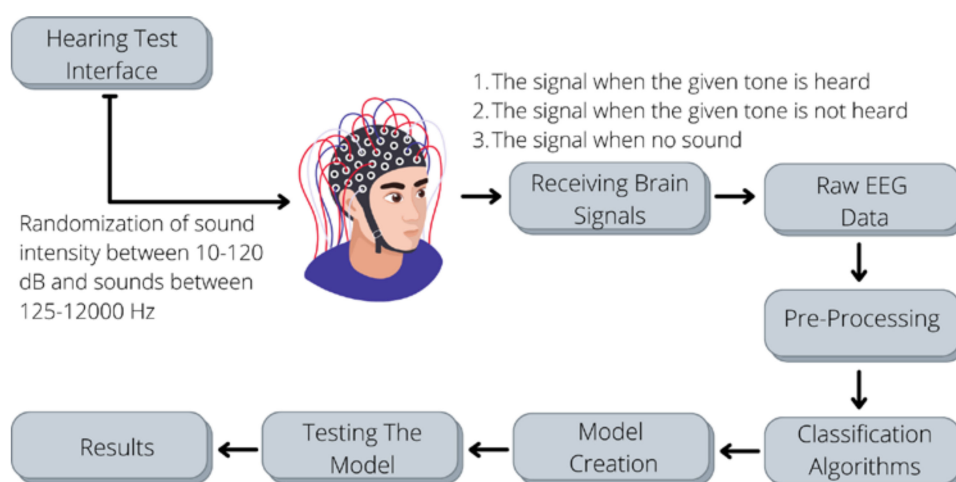 Hearing Test
Interface
1.The signal when the given tone is heard
2.The signal when the given tone is not heard
3.The signal when no sound
Receiving Brain
Signals
Raw EEG
Data
Randomization of sound
intensity between 10-120
dB and sounds between
125-12000 Hz
Pre-Processing
Classification
Algorithms
Model
Creation
Testing The
Model
Results